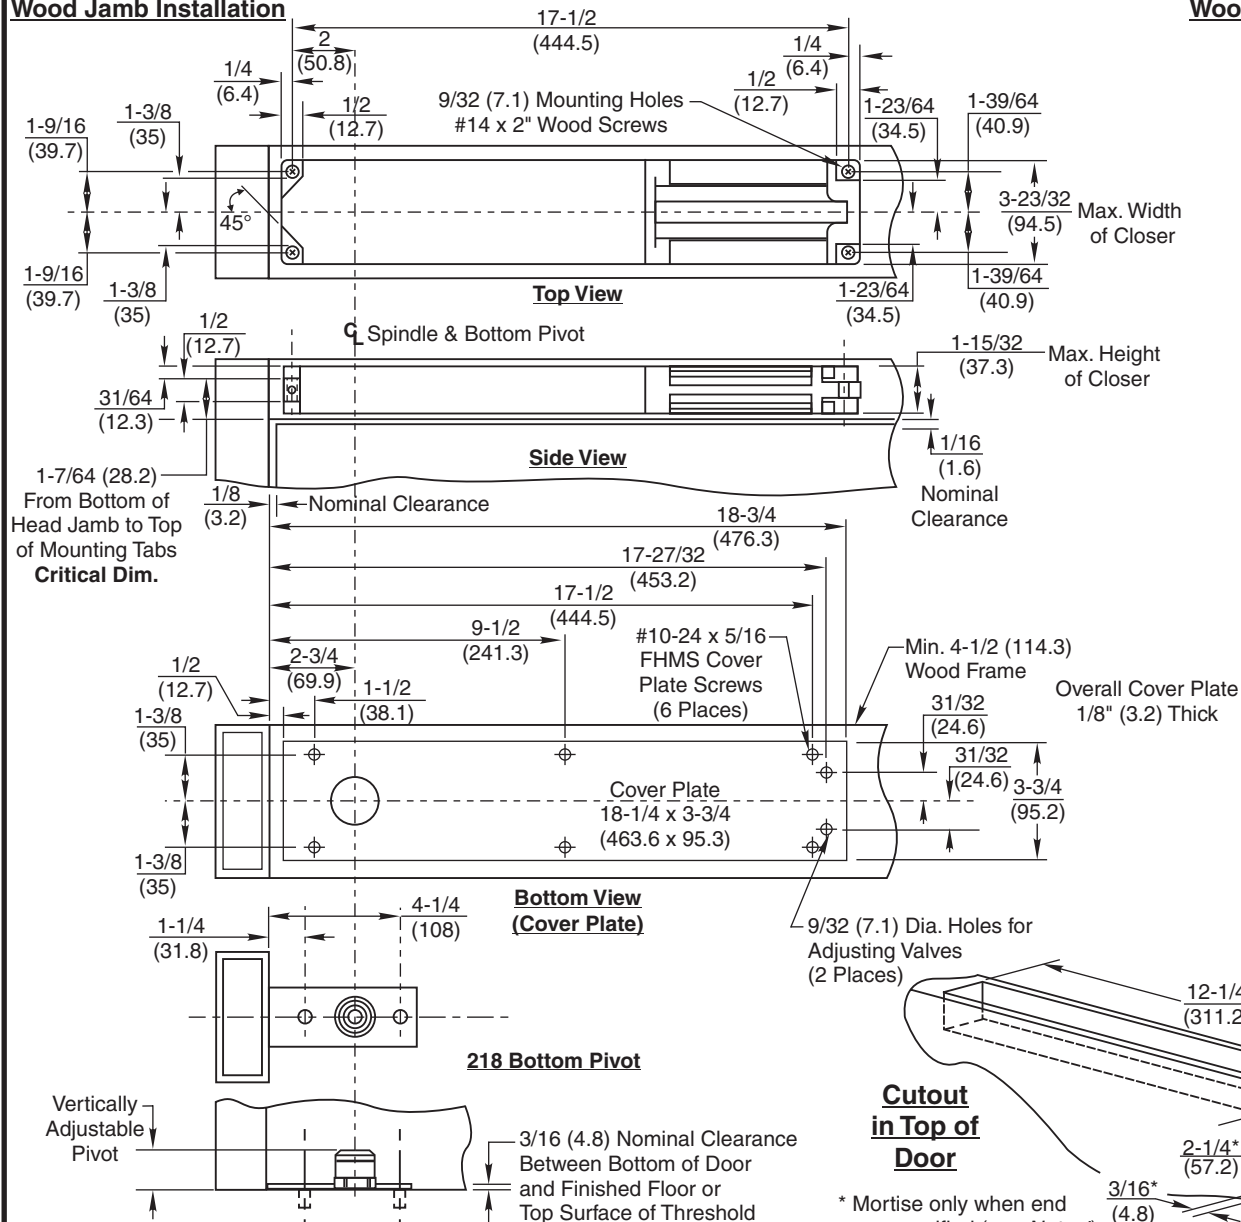 Wood Jamb Installation
Woo
17-1/2
(444.5)
2
(50.8)
1/4
(6.4)
1/4
(6.4)
1/2
(12.7)
1/2
(12.7)
9/32 (7.1) Mounting Holes
#14 x 2" Wood Screws
1-3/8
(35)
1-9/16
(39.7)
1-23/64
(34.5)
1-39/64
(40.9)
45°
3-23/32
(94.5)
Max. Width
of Closer
1-9/16
(39.7)
1-3/8
(35)
Top View
1-23/64
(34.5)
1-39/64
(40.9)
1/2
(12.7)
CL Spindle & Bottom Pivot
1-15/32
(37.3)
Max. Height
of Closer
31/64
(12.3)
Side View
1/16
(1.6)
Nominal
Clearance
1-7/64 (28.2)
From Bottom of
Head Jamb to Top
of Mounting Tabs
Critical Dim.
1/8
(3.2)
Nominal Clearance
18-3/4
(476.3)
17-27/32
(453.2)
17-1/2
(444.5)
9-1/2
(241.3)
2-3/4
(69.9)
1-1/2
(38.1)
1/2
(12.7)
#10-24 x 5/16
FHMS Cover
Plate Screws
(6 Places)
Min. 4-1/2 (114.3)
Wood Frame
Overall Cover Plate
1/8" (3.2) Thick
1-3/8
(35)
31/32
(24.6)
31/32
(24.6)
3-3/4
(95.2)
Cover Plate
18-1/4 x 3-3/4
(463.6 x 95.3)
1-3/8
(35)
Bottom View
(Cover Plate)
4-1/4
(108)
1-1/4
(31.8)
9/32 (7.1) Dia. Holes for
Adjusting Valves
(2 Places)
218 Bottom Pivot
12-1/4
(311.2
Cutout
in Top of
Door
Vertically
Adjustable
Pivot
3/16 (4.8) Nominal Clearance
Between Bottom of Door
and Finished Floor or
Top Surface of Threshold
2-1/4*
(57.2)
3/16*
(4.8)
* Mortise only when end